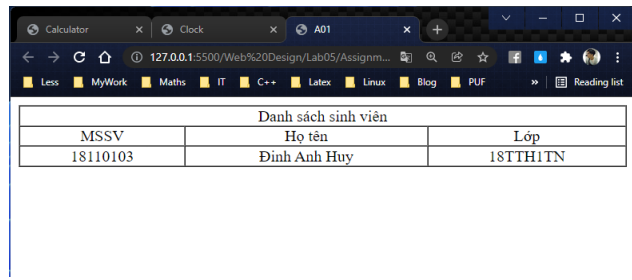 Calculator Clock A01
127.0.0.1:5500/Web%20Design/Lab05/Assignm...
Less MyWork Maths IT C++ Latex Linux Blog PUF » Reading list
Danh sách sinh viên
MSSV Họ tên Lớp
18110103 Đinh Anh Huy 18TTH1TN